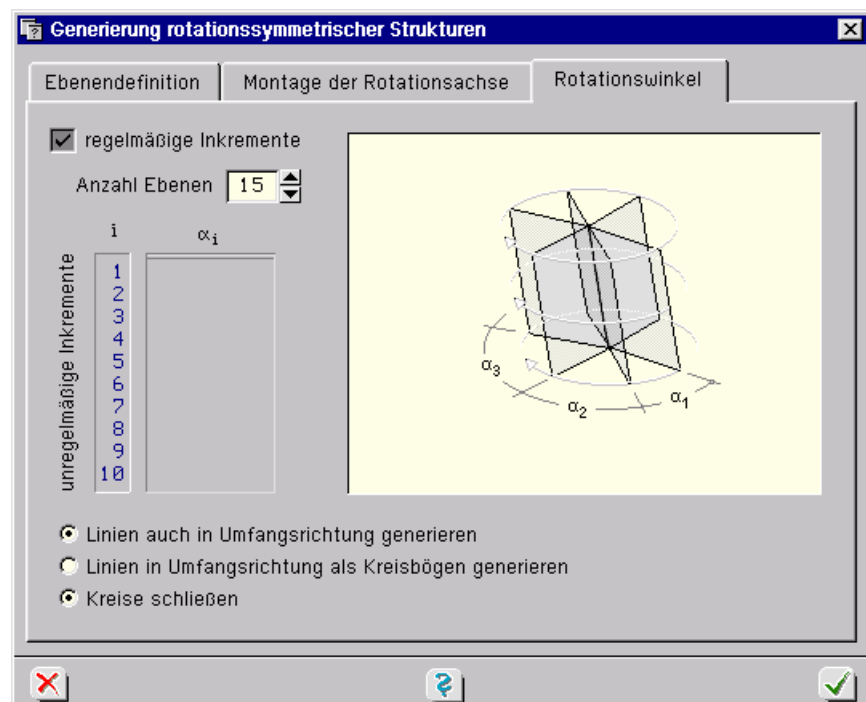 Generierung rotationssymmetrischer Strukturen
Ebenendefinition
Montage der Rotationsachse
Rotationswinkel
regelmäßige Inkremente
Anzahl Ebenen 15
i
αi
unregelmäßige Inkremente
1
2
3
4
5
6
7
8
9
10
α3
α2
α1
Linien auch in Umfangsrichtung generieren
Linien in Umfangsrichtung als Kreisbögen generieren
Kreise schließen